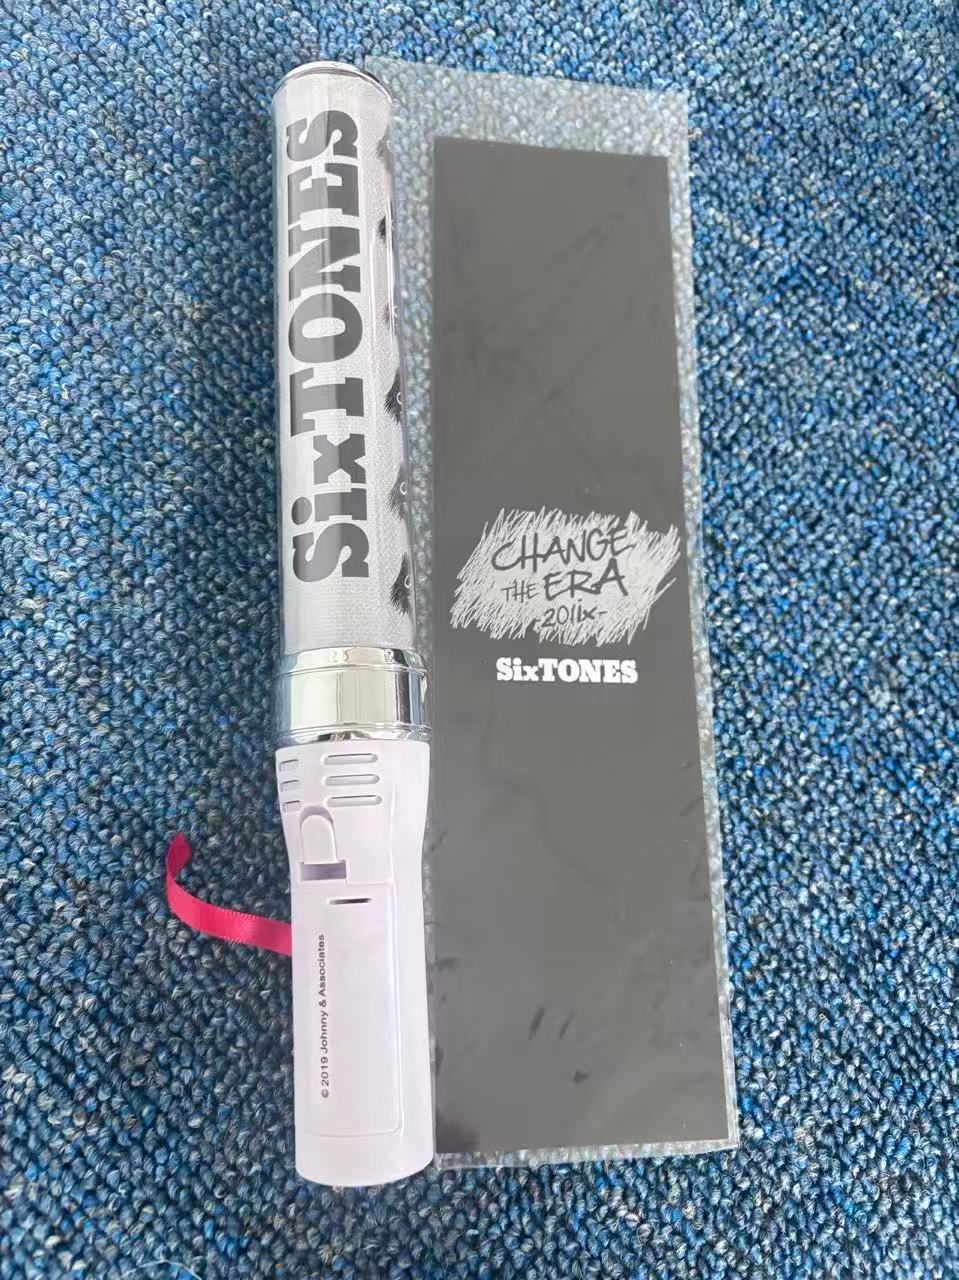 SixTONES
© 2019 Johnny & Associates
CHANGE
THE ERA
-201ix-
SixTONES